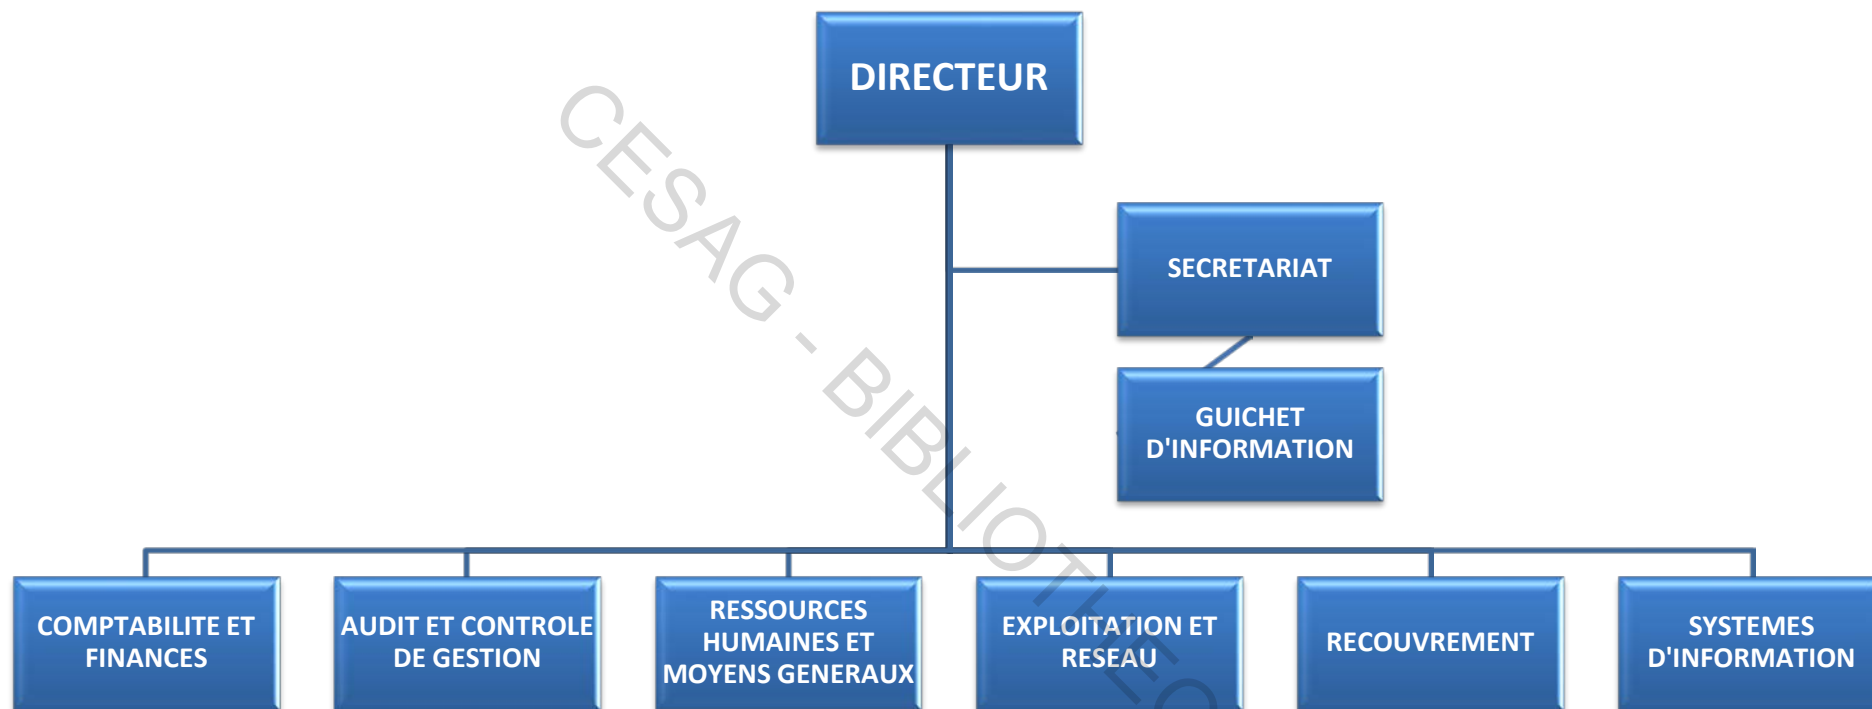 DIRECTEUR
SECRETARIAT
GUICHET
D'INFORMATION
COMPTABILITE ET
FINANCES
AUDIT ET CONTROLE
DE GESTION
RESSOURCES
HUMAINES ET
MOYENS GENERAUX
EXPLOITATION ET
RESEAU
RECOUVREMENT
SYSTEMES
D'INFORMATION
CESAG - BIBLIOTHEQ